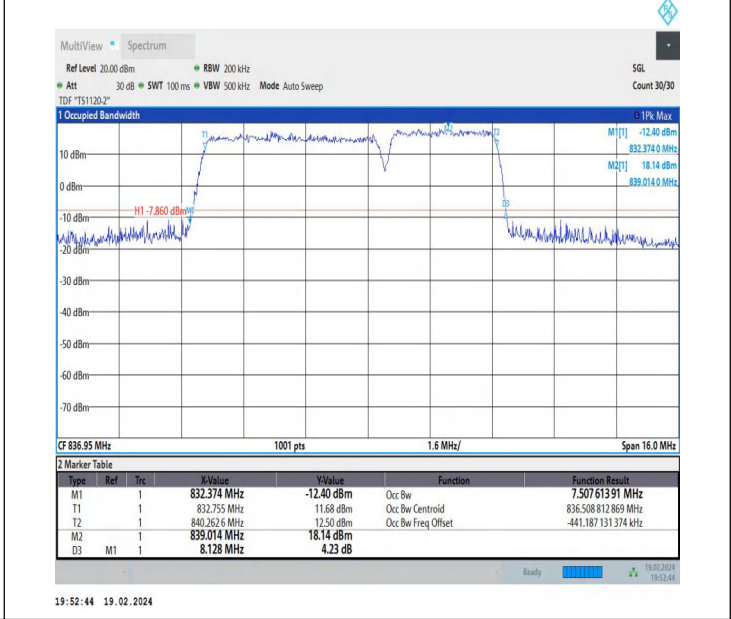 MultiView Spectrum
Ref Level 20.00 dBm RBW 200 kHz SGL
Att 30 dB SWT 100 ms VBW 500 kHz Mode Auto Sweep Count 30/30
TDF "TS1120-2"
1 Occupied Bandwidth 1Pk Max
M1[1] -12.40 dBm
832.374 0 MHz
M2[1] 18.14 dBm
839.014 0 MHz
T1
T2
10 dBm
0 dBm
H1 -7.860 dBm
M1
D3
-10 dBm
-20 dBm
-30 dBm
-40 dBm
-50 dBm
-60 dBm
-70 dBm
CF 836.95 MHz 1001 pts 1.6 MHz/ Span 16.0 MHz
2 Marker Table
Type Ref Trc X-Value Y-Value Function Function Result
M1 1 832.374 MHz -12.40 dBm Occ Bw 7.507 613 91 MHz
T1 1 832.755 MHz 11.68 dBm Occ Bw Centroid 836.508 812 869 MHz
T2 1 840.262 6 MHz 12.50 dBm Occ Bw Freq Offset -441.187 131 374 kHz
M2 1 839.014 MHz 18.14 dBm
D3 M1 1 8.128 MHz 4.23 dB
Ready 19.02.2024
19:52:44
19:52:44 19.02.2024